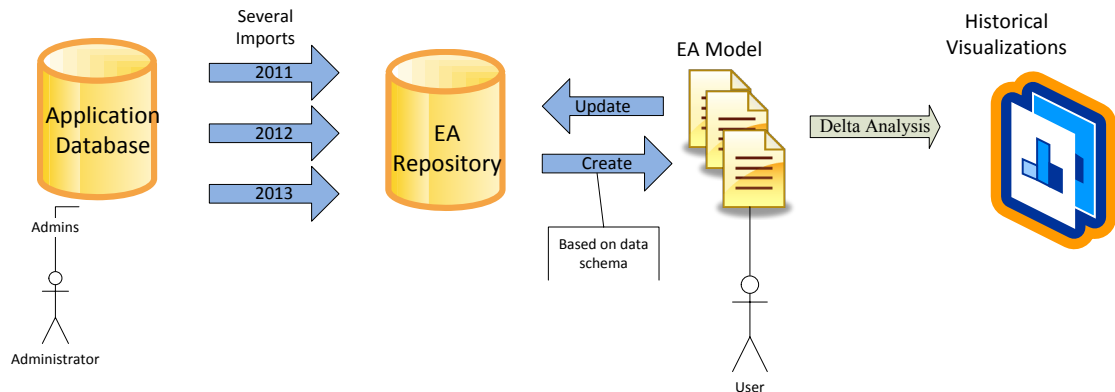 Several
Imports
2011
2012
2013
Application
Database
Admins
Administrator
EA
Repository
Update
Create
Based on data
schema
EA Model
User
Delta Analysis
Historical
Visualizations